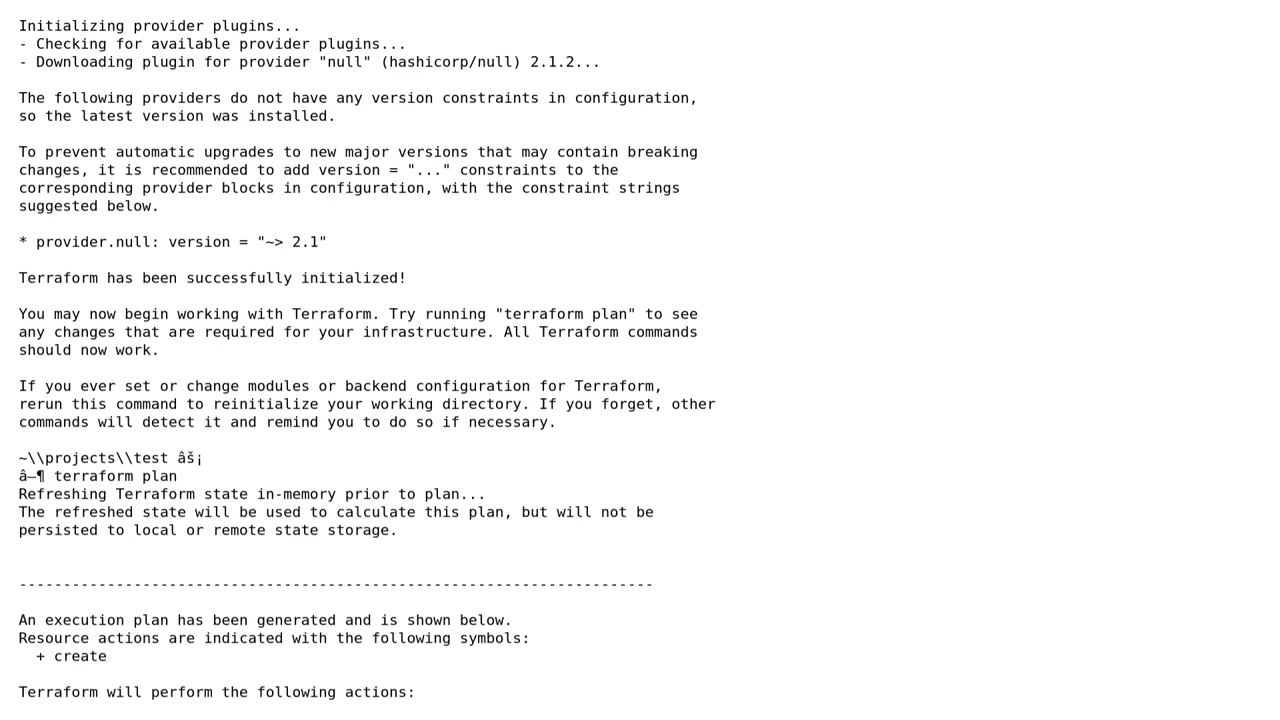 Initializing provider plugins...
- Checking for available provider plugins...
- Downloading plugin for provider "null" (hashicorp/null) 2.1.2...
The following providers do not have any version constraints in configuration,
so the latest version was installed.
To prevent automatic upgrades to new major versions that may contain breaking
changes, it is recommended to add version = "..." constraints to the
corresponding provider blocks in configuration, with the constraint strings
suggested below.
* provider.null: version = "~> 2.1"
Terraform has been successfully initialized!
You may now begin working with Terraform. Try running "terraform plan" to see
any changes that are required for your infrastructure. All Terraform commands
should now work.
If you ever set or change modules or backend configuration for Terraform,
rerun this command to reinitialize your working directory. If you forget, other
commands will detect it and remind you to do so if necessary.
~\\projects\\test âš¡
â–¶ terraform plan
Refreshing Terraform state in-memory prior to plan...
The refreshed state will be used to calculate this plan, but will not be
persisted to local or remote state storage.
------------------------------------------------------------------------
An execution plan has been generated and is shown below.
Resource actions are indicated with the following symbols:
  + create
Terraform will perform the following actions: